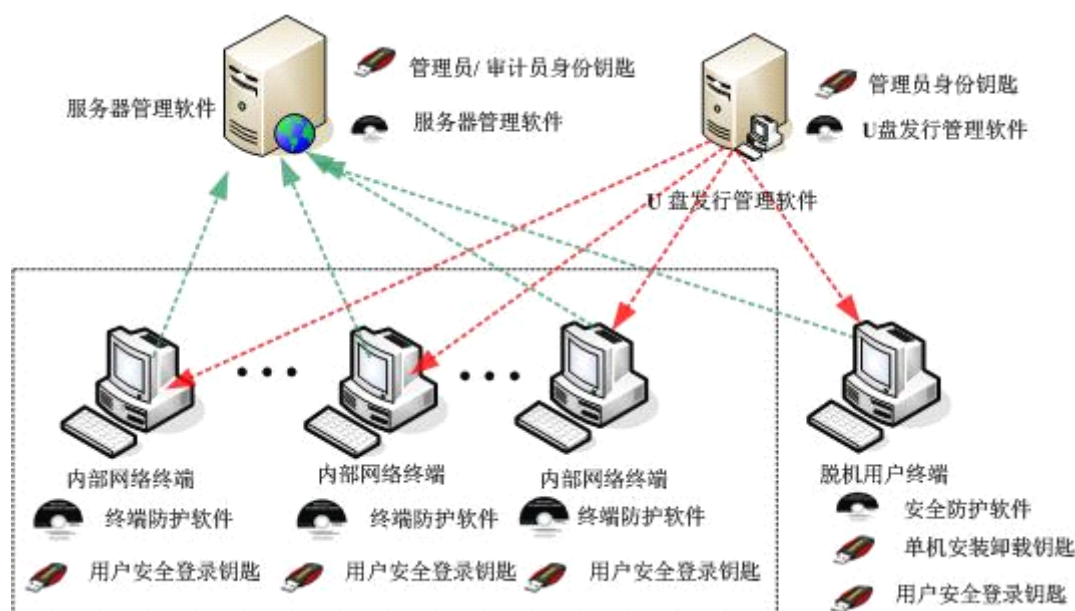 管理员/ 审计员身份钥匙
服务器管理软件
服务器管理软件
管理员身份钥匙
U盘发行管理软件
U 盘发行管理软件
内部网络终端
终端防护软件
用户安全登录钥匙
内部网络终端
终端防护软件
用户安全登录钥匙
内部网络终端
终端防护软件
用户安全登录钥匙
脱机用户终端
安全防护软件
单机安装卸载钥匙
用户安全登录钥匙